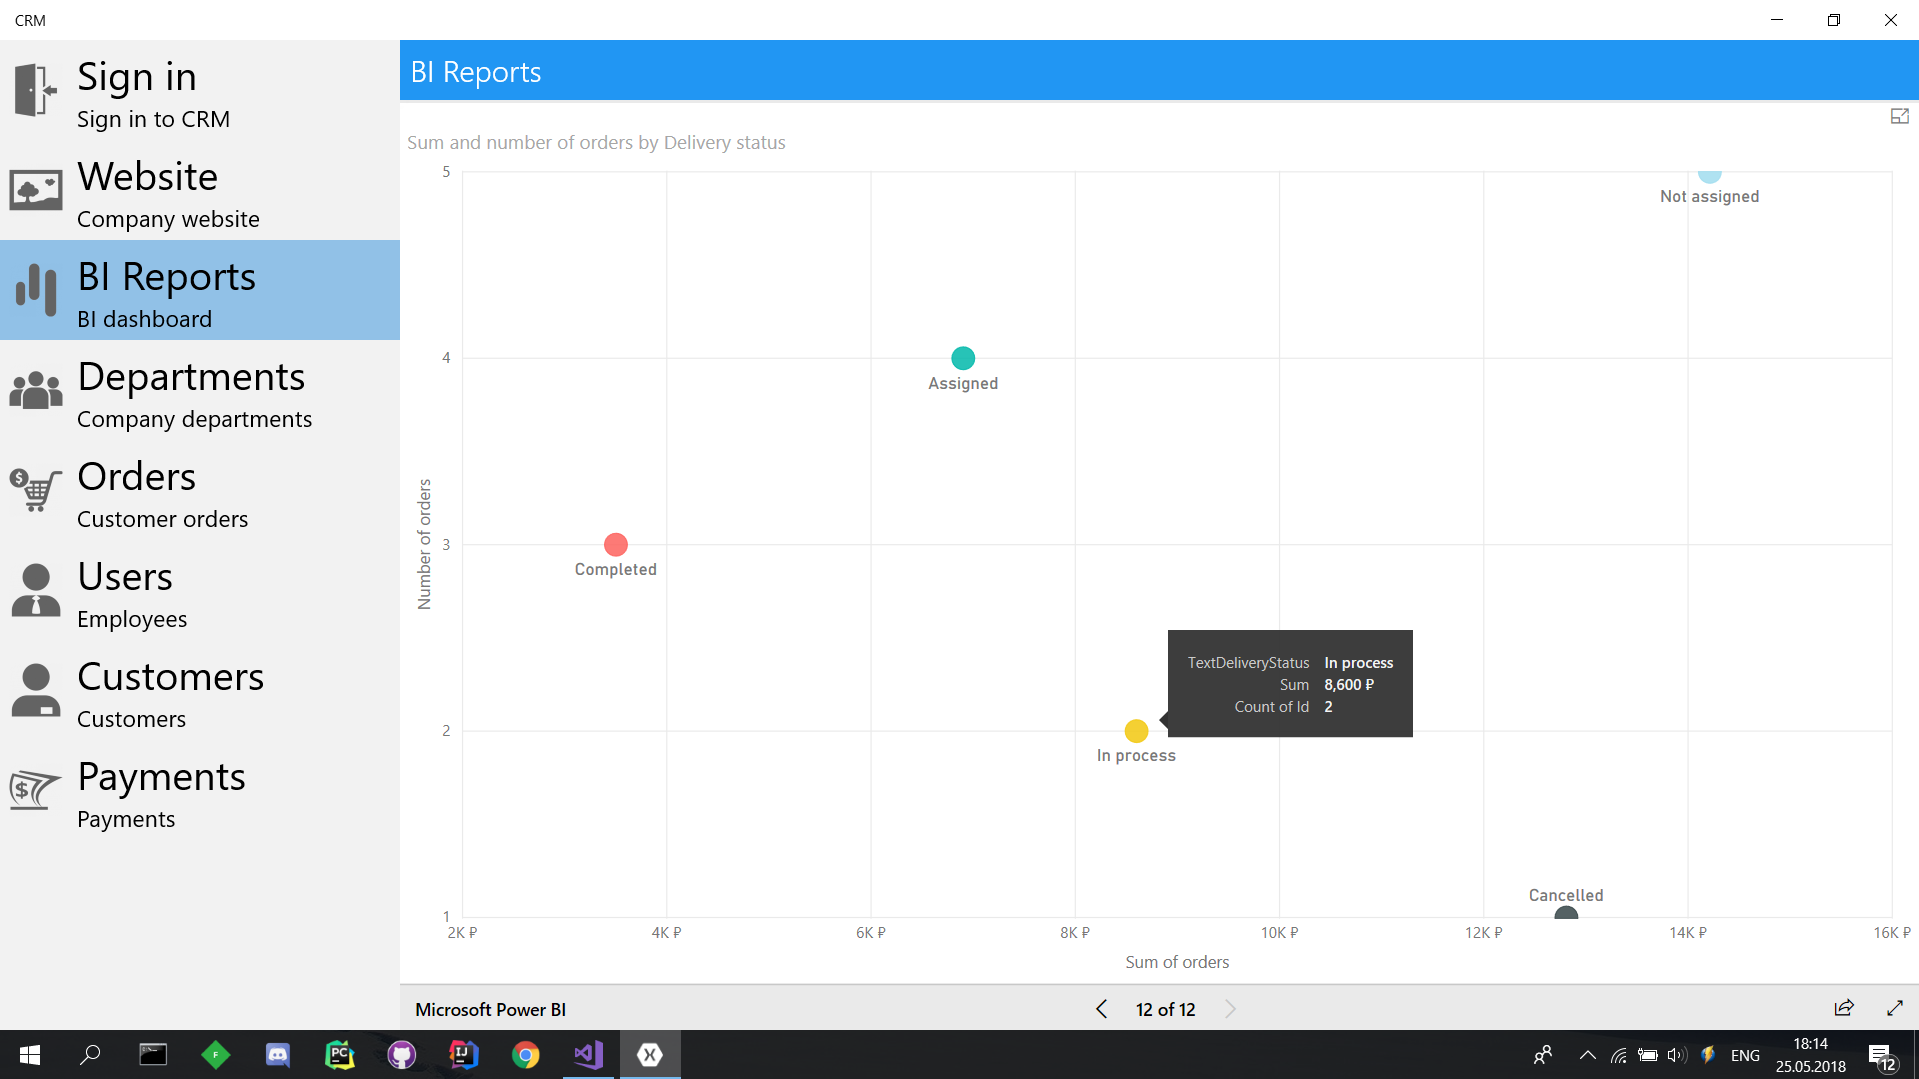 CRM
Sign in
Sign in to CRM
Website
Company website
BI Reports
BI dashboard
Departments
Company departments
Orders
Customer orders
Users
Employees
Customers
Customers
Payments
Payments
BI Reports
Sum and number of orders by Delivery status
5
4
3
2
1
Number of orders
Not assigned
Assigned
Completed
In process
Cancelled
TextDeliveryStatus In process
Sum 8,600 ₽
Count of Id 2
2K ₽ 4K ₽ 6K ₽ 8K ₽ 10K ₽ 12K ₽ 14K ₽ 16K ₽
Sum of orders
Microsoft Power BI
12 of 12
F
PC
IJ
ENG
18:14
25.05.2018
12